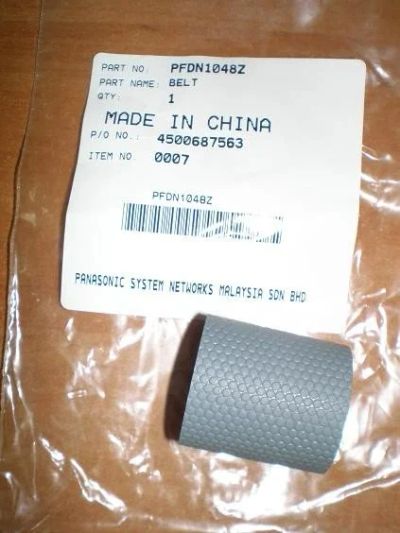 PART NO: PFDN1048Z
PART NAME: BELT
QTY: 1
MADE IN CHINA
P/O NO.: 4500687563
ITEM NO 0007
PFDN1048Z
PANASONIC SYSTEM NETWORKS MALAYSIA SDN BHD